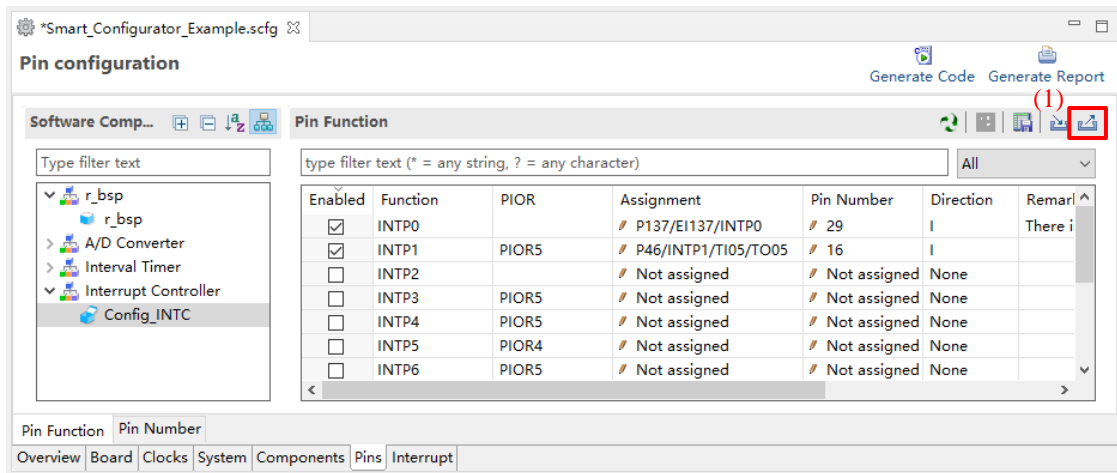 *Smart_Configurator_Example.scfg
Pin configuration
Generate Code Generate Report
(1)
Software Comp... Pin Function
Type filter text type filter text (* = any string, ? = any character) All
r_bsp
r_bsp
A/D Converter
Interval Timer
Interrupt Controller
Config_INTC
Enabled Function PIOR Assignment Pin Number Direction Remarl
INTP0 P137/EI137/INTP0 29 I There i
INTP1 PIOR5 P46/INTP1/TI05/TO05 16 I
INTP2 Not assigned Not assigned None
INTP3 PIOR5 Not assigned Not assigned None
INTP4 PIOR5 Not assigned Not assigned None
INTP5 PIOR4 Not assigned Not assigned None
INTP6 PIOR5 Not assigned Not assigned None
Pin Function Pin Number
Overview Board Clocks System Components Pins Interrupt